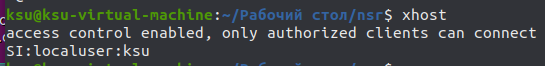 ksu@ksu-virtual-machine:~/Рабочий стол/nsr$ xhost
access control enabled, only authorized clients can connect
SI:localuser:ksu